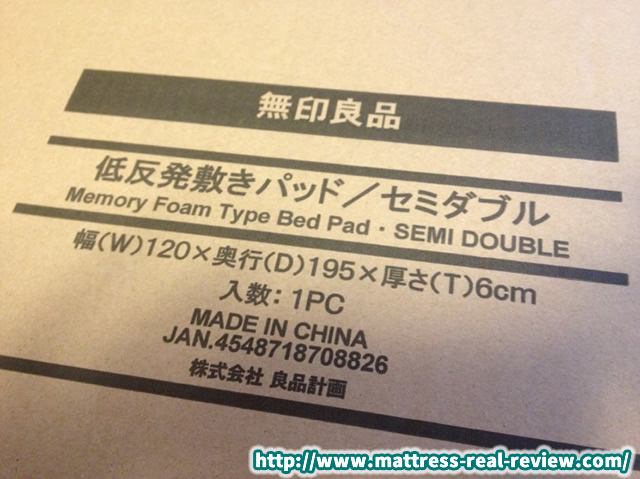 無印良品
低反発敷きパッド／セミダブル
Memory Foam Type Bed Pad・SEMI DOUBLE
幅(W)120×奥行(D)195×厚さ(T)6cm
入数：1PC
MADE IN CHINA
JAN.4548718708826
株式会社 良品計画
http://www.mattress-real-review.com/